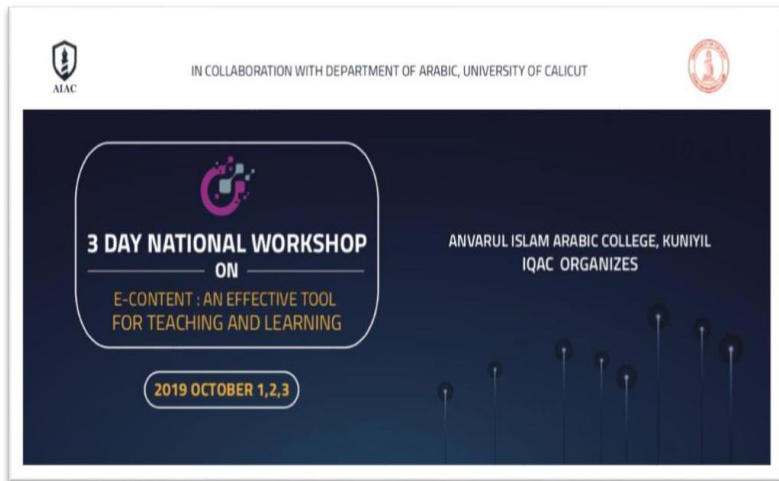 AIAC
IN COLLABORATION WITH DEPARTMENT OF ARABIC, UNIVERSITY OF CALICUT
3 DAY NATIONAL WORKSHOP
ON
E-CONTENT : AN EFFECTIVE TOOL
FOR TEACHING AND LEARNING
2019 OCTOBER 1,2,3
ANVARUL ISLAM ARABIC COLLEGE, KUNIYIL
IQAC ORGANIZES